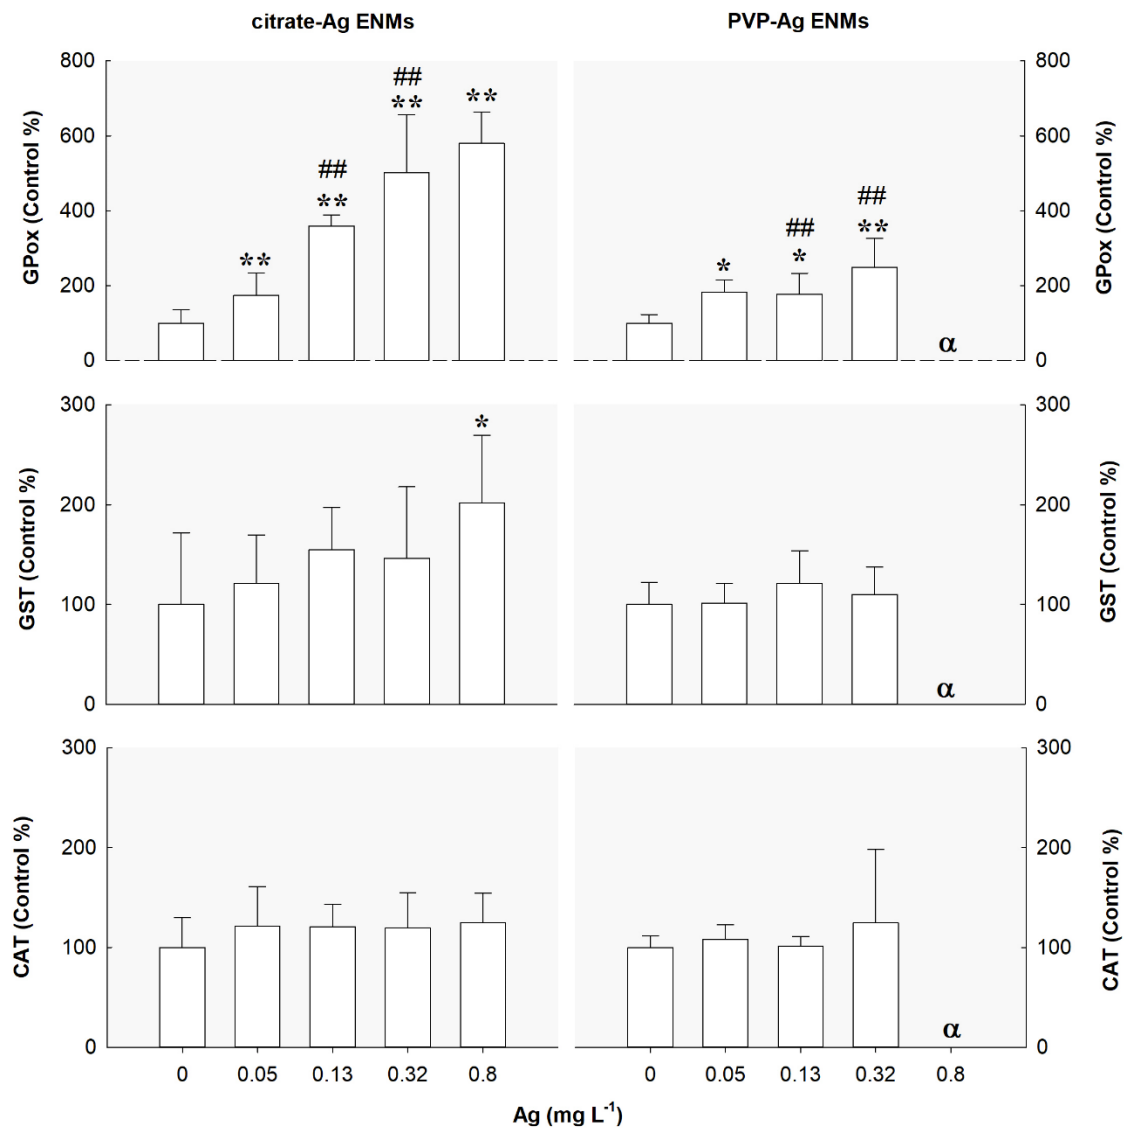 citrate-Ag ENMs
PVP-Ag ENMs
GPox (Control %)
800
600
400
200
0
**
##
**
##
**
**
*
##
*
##
**
α
800
600
400
200
0
GPox (Control %)
GST (Control %)
300
200
100
0
*
α
300
200
100
0
GST (Control %)
CAT (Control %)
300
200
100
0
α
300
200
100
0
CAT (Control %)
0 0.05 0.13 0.32 0.8
0 0.05 0.13 0.32 0.8
Ag (mg L⁻¹)